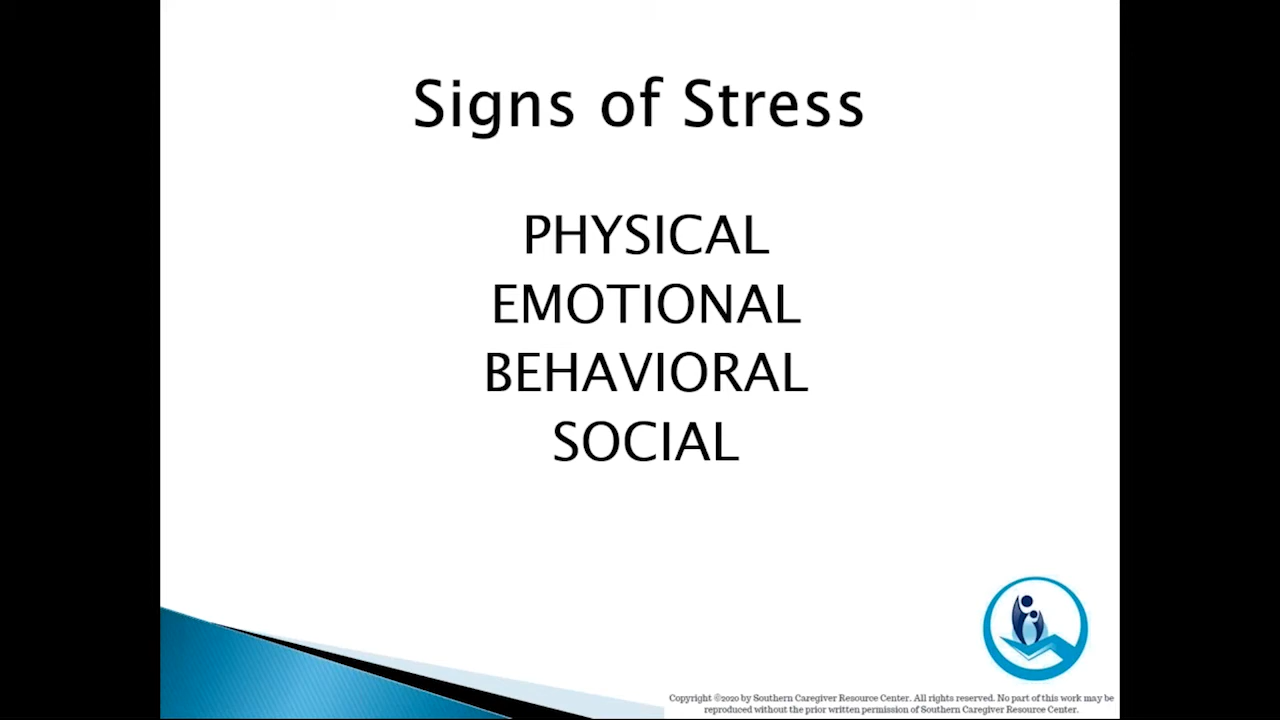 Signs of Stress
PHYSICAL
EMOTIONAL
BEHAVIORAL
SOCIAL
Copyright ©2020 by Southern Caregiver Resource Center. All rights reserved. No part of this work may be
reproduced without the prior written permission of Southern Caregiver Resource Center.